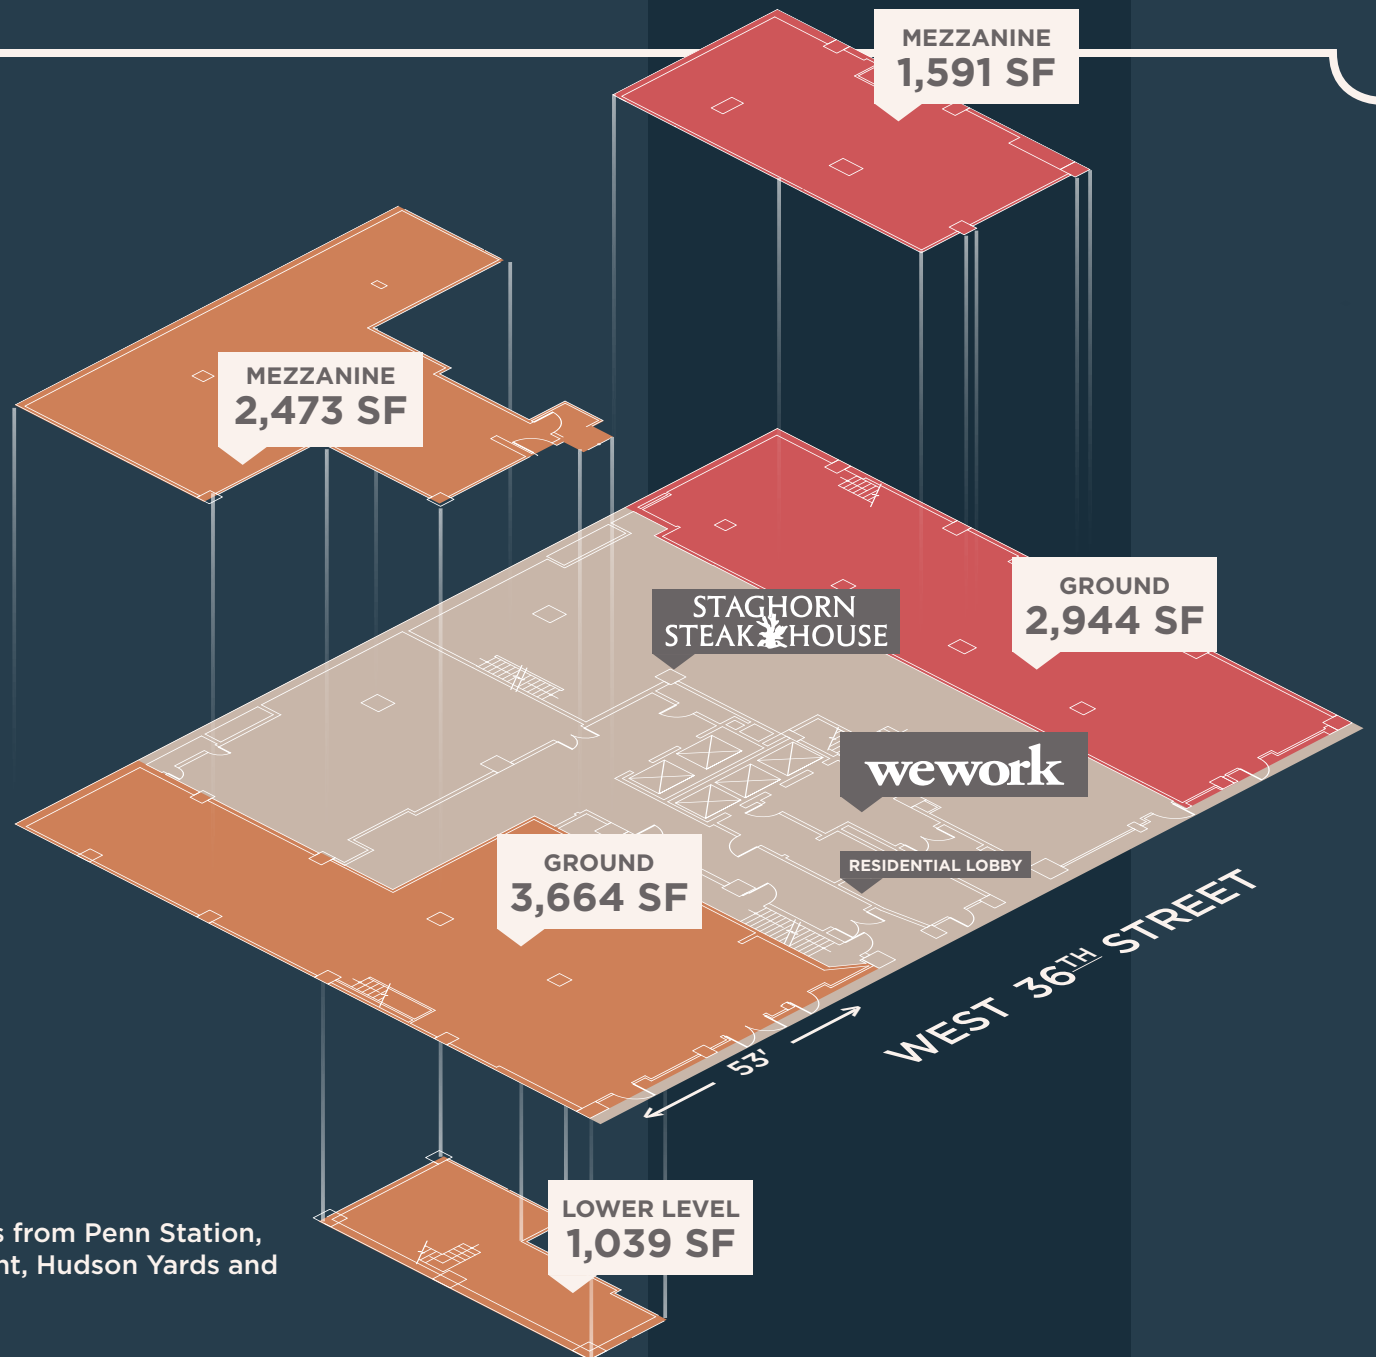 MEZZANINE
1,591 SF
MEZZANINE
2,473 SF
STAGHORN
STEAK HOUSE
GROUND
2,944 SF
wework
RESIDENTIAL LOBBY
GROUND
3,664 SF
WEST 36TH STREET
53'
LOWER LEVEL
1,039 SF
from Penn Station,
Hudson Yards and